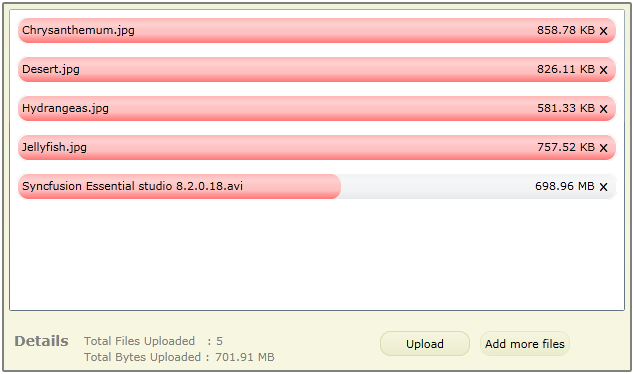 Chrysanthemum.jpg 858.78 KB x
Desert.jpg 826.11 KB x
Hydrangeas.jpg 581.33 KB x
Jellyfish.jpg 757.52 KB x
Syncfusion Essential studio 8.2.0.18.avi 698.96 MB x
Details Total Files Uploaded : 5
Total Bytes Uploaded : 701.91 MB
Upload Add more files